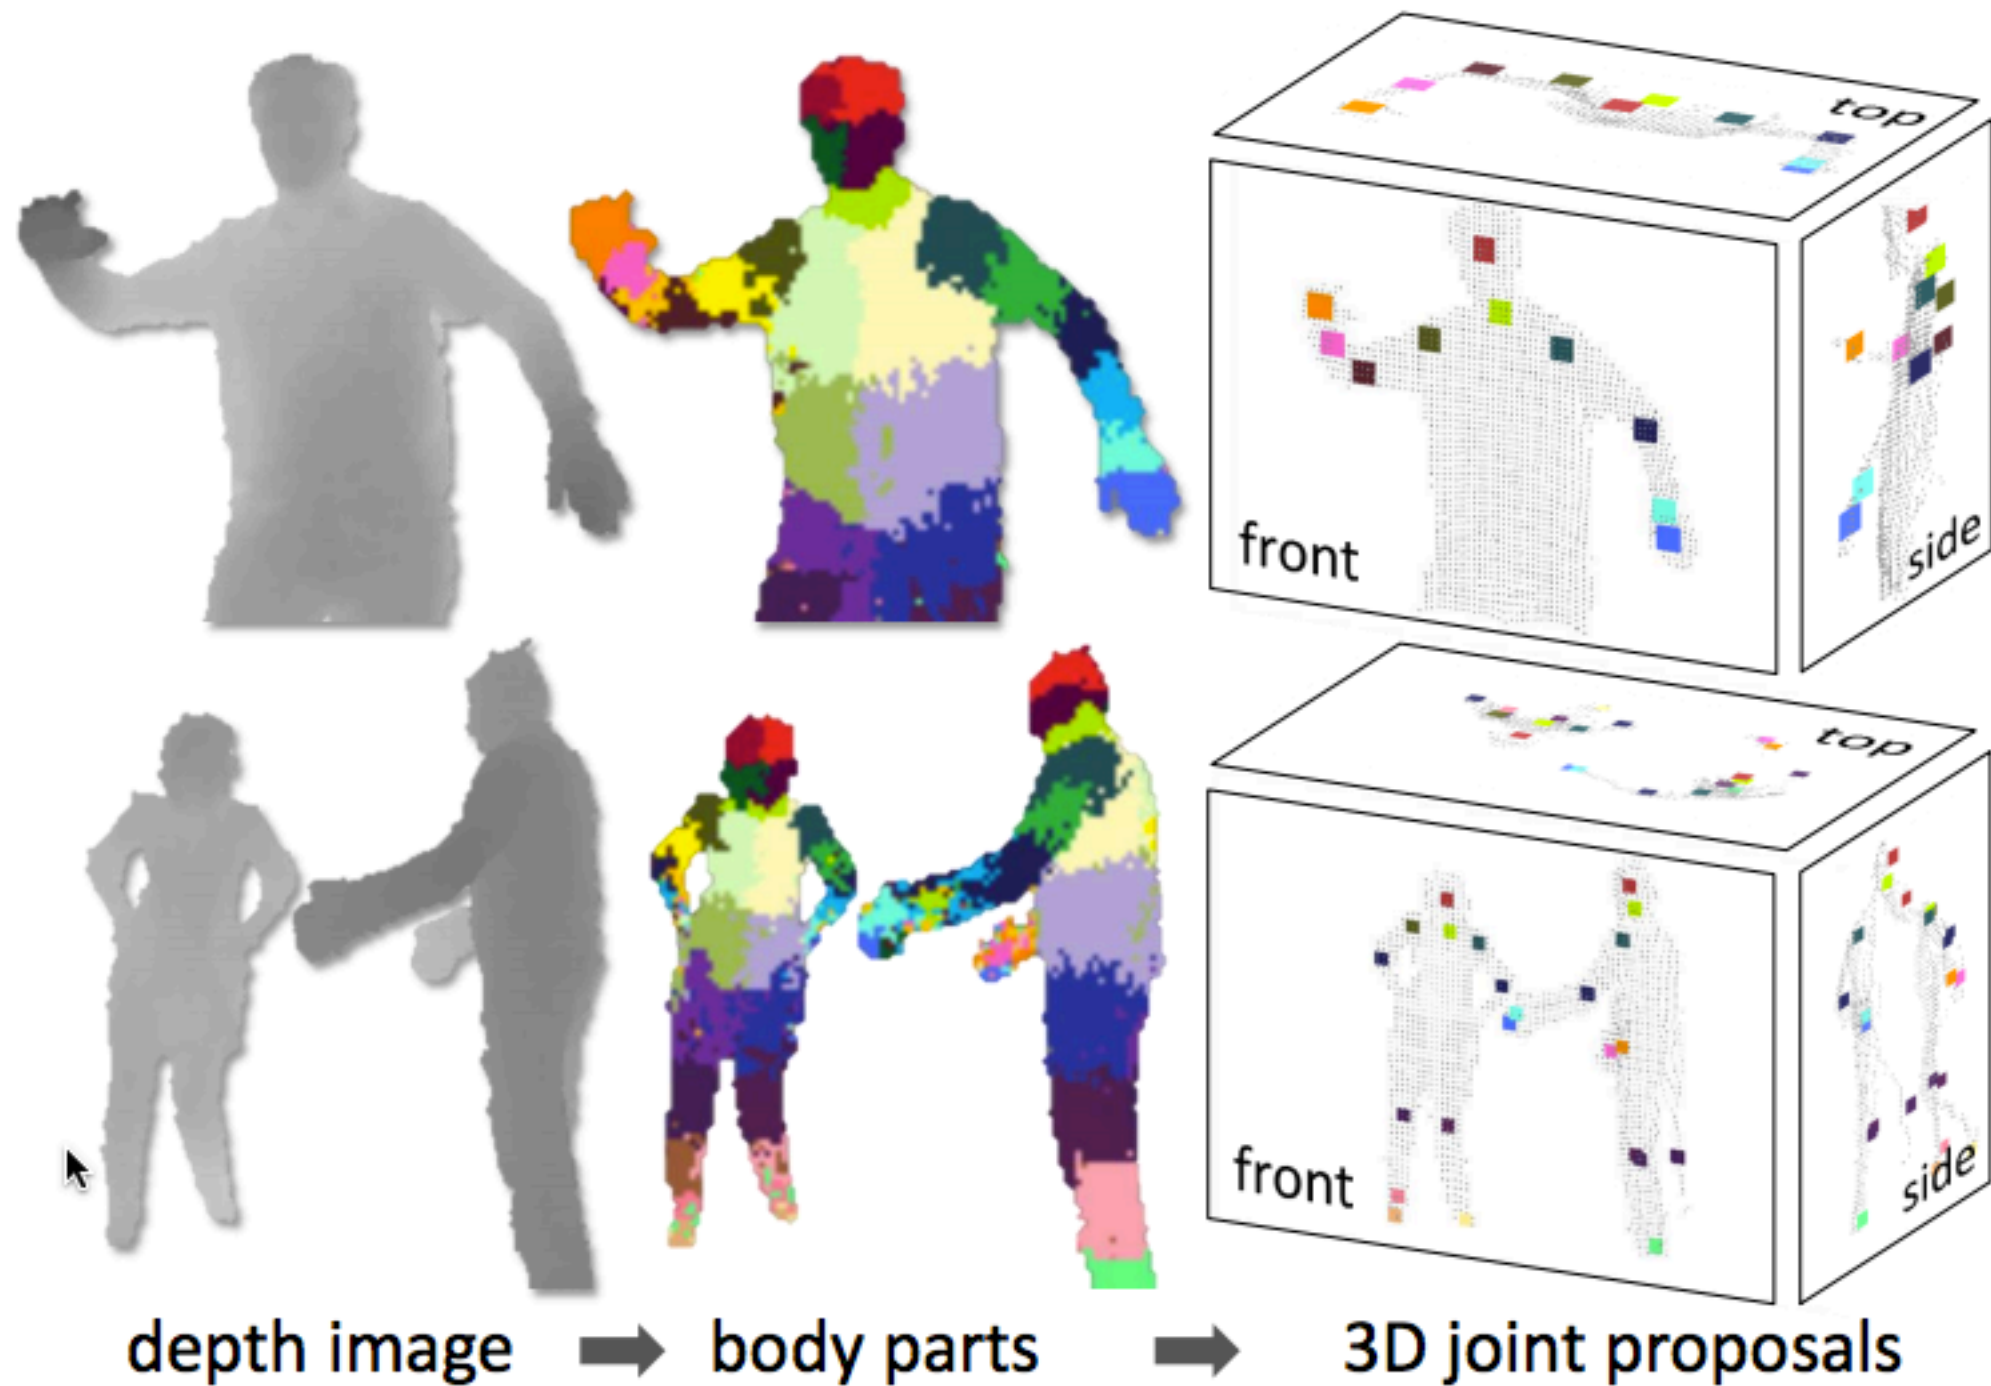 top
front
side
top
front
side
depth image
body parts
3D joint proposals